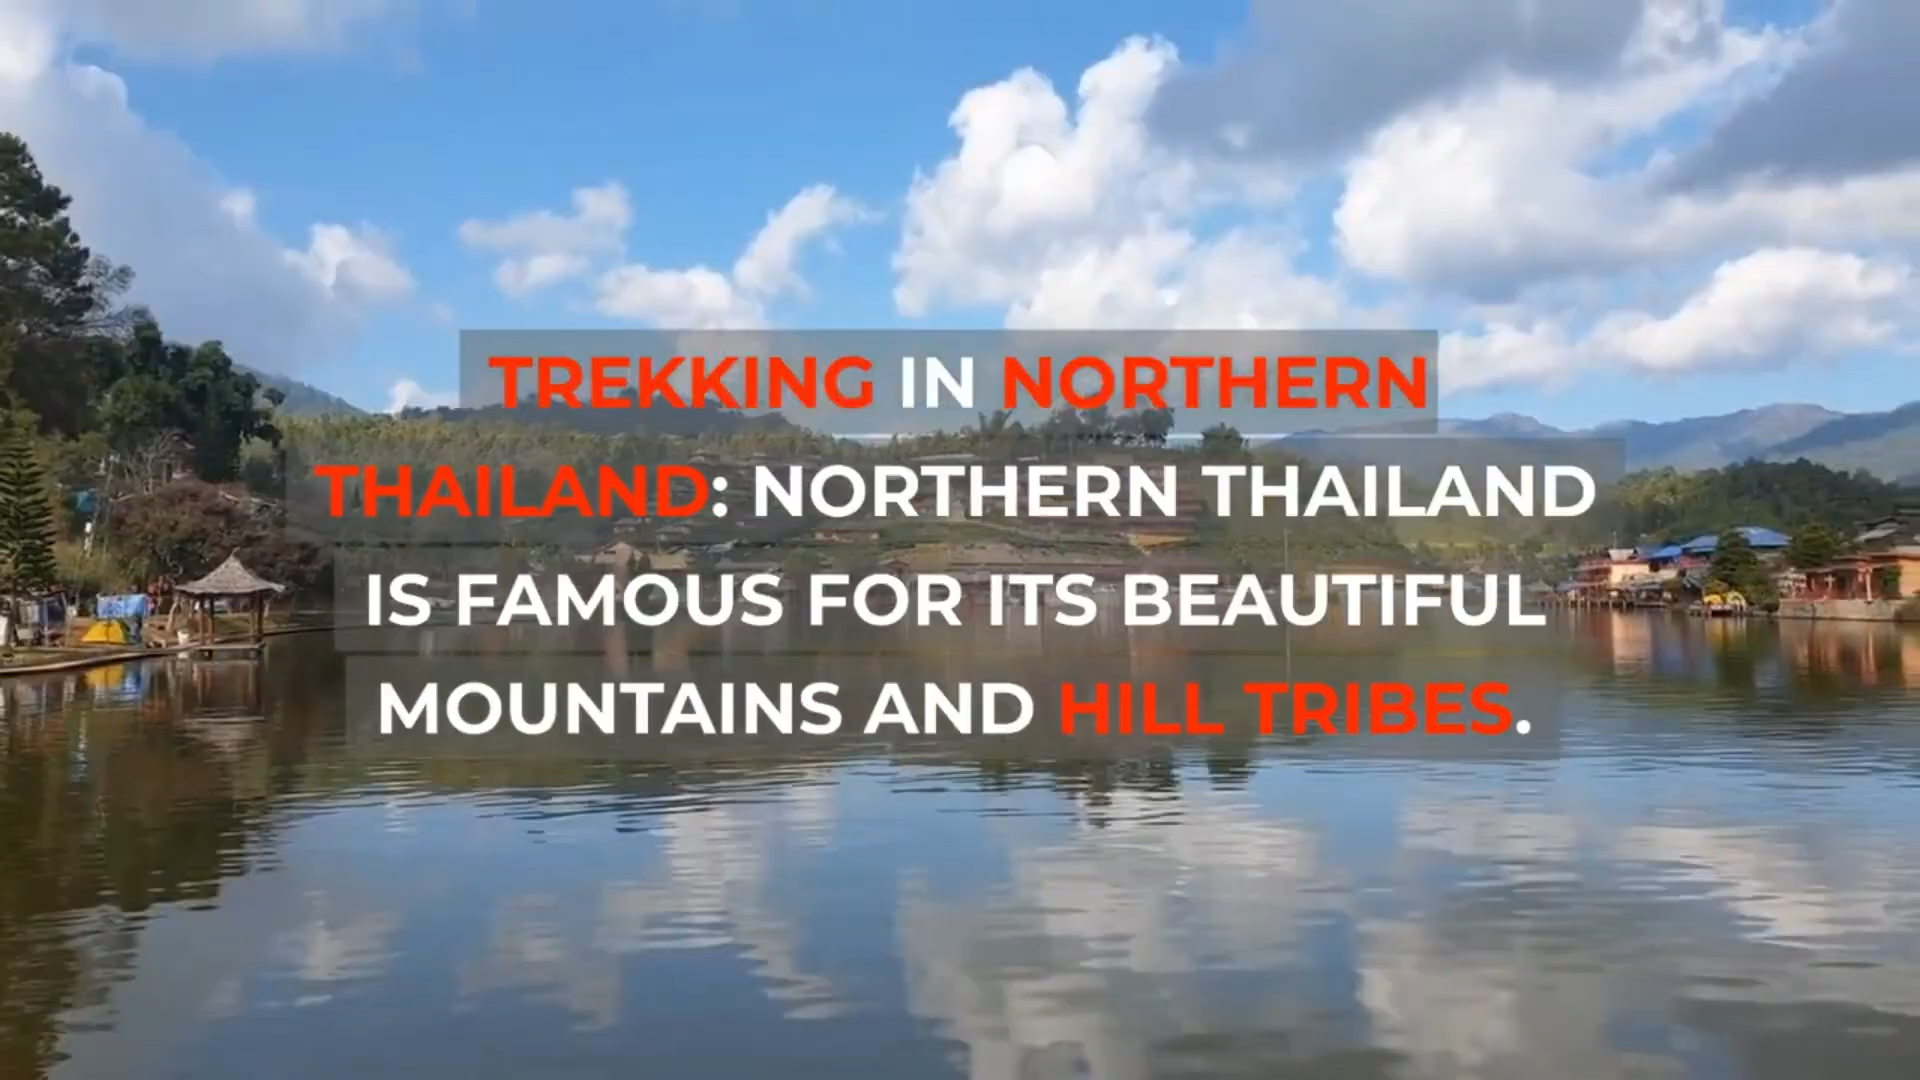 TREKKING IN NORTHERN
THAILAND: NORTHERN THAILAND
IS FAMOUS FOR ITS BEAUTIFUL
MOUNTAINS AND HILL TRIBES.